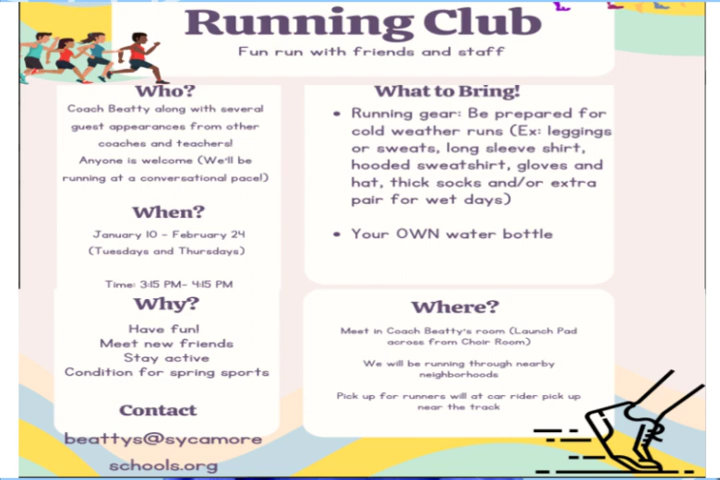 Running Club
Fun run with friends and staff
Who?
Coach Beatty along with several
guest appearances from other
coaches and teachers!
Anyone is welcome (We'll be
running at a conversational pace!)
When?
January 10 - February 24
(Tuesdays and Thursdays)
Time: 3:15 PM- 4:15 PM
Why?
Have fun!
Meet new friends
Stay active
Condition for spring sports
Contact
beattys@sycamore
schools.org
What to Bring!
• Running gear: Be prepared for
cold weather runs (Ex: leggings
or sweats, long sleeve shirt,
hooded sweatshirt, gloves and
hat, thick socks and/or extra
pair for wet days)
• Your OWN water bottle
Where?
Meet in Coach Beatty's room (Launch Pad
across from Choir Room)
We will be running through nearby
neighborhoods
Pick up for runners will at car rider pick up
near the track